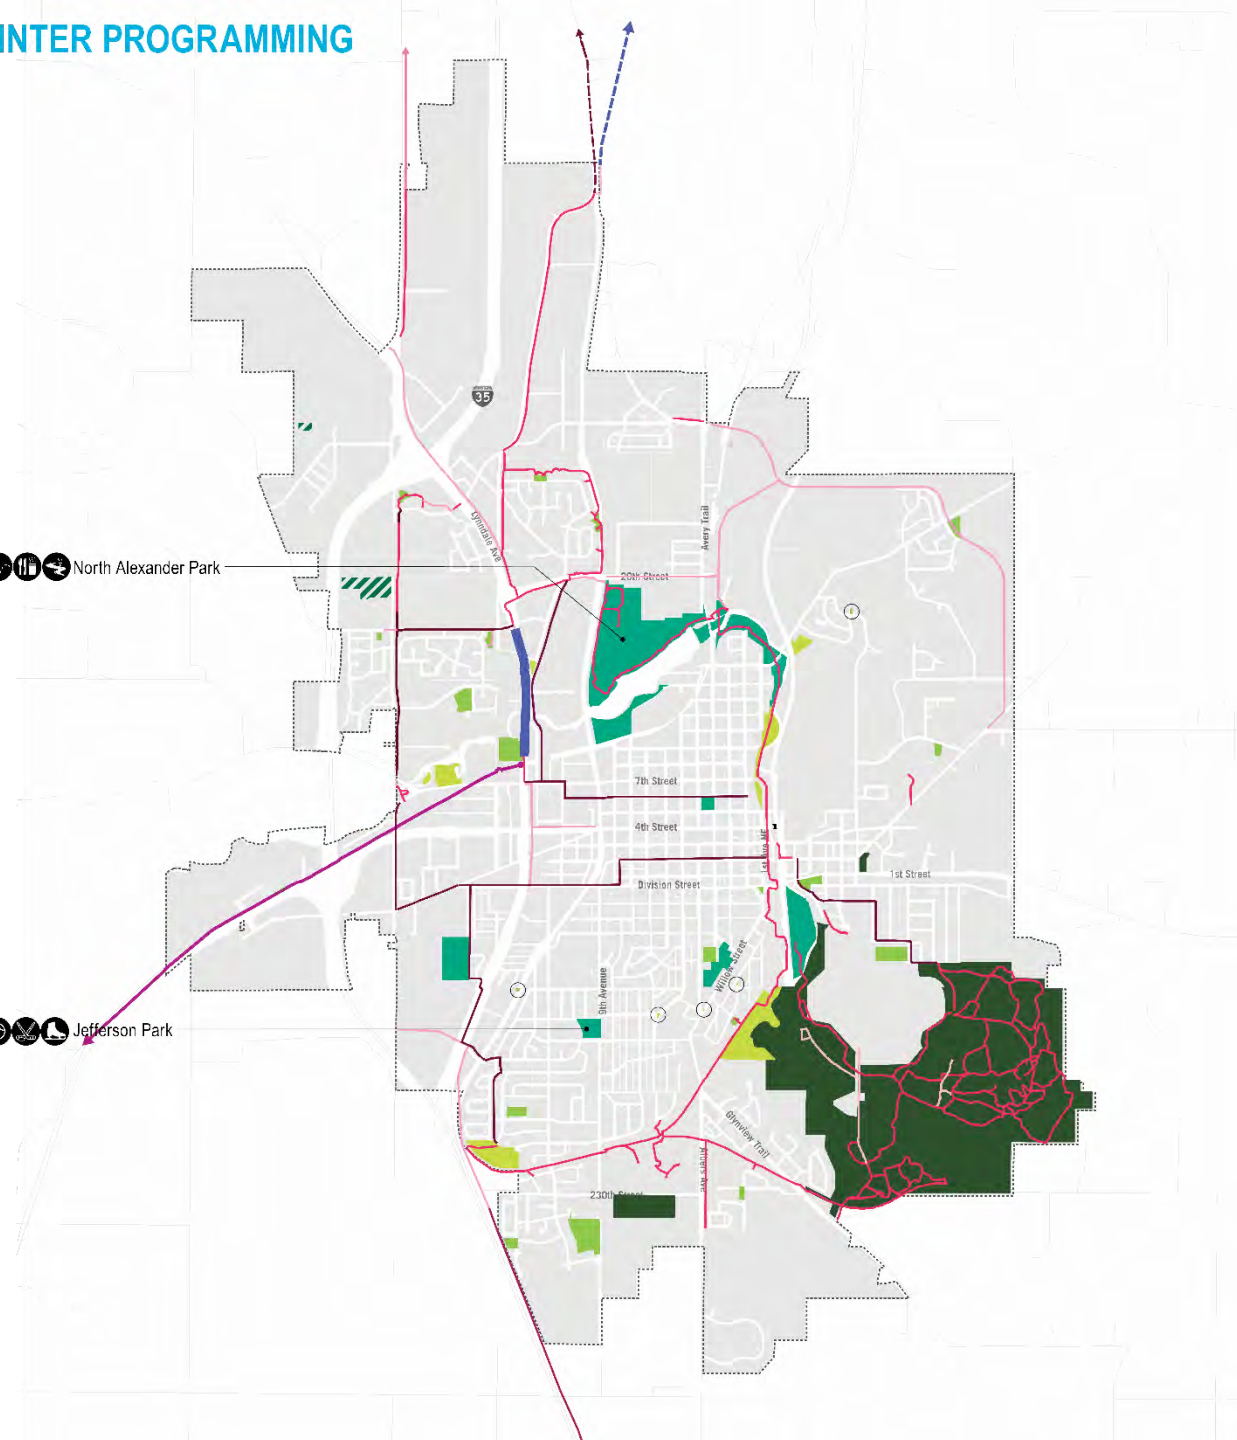 INTER PROGRAMMING
35
Lyndale Ave
Avery Trail
North Alexander Park
20th Street
7th Street
4th Street
1st Ave NE
1st Street
Division Street
Willow Street
9th Avenue
Jefferson Park
Glynview Trail
230th Street